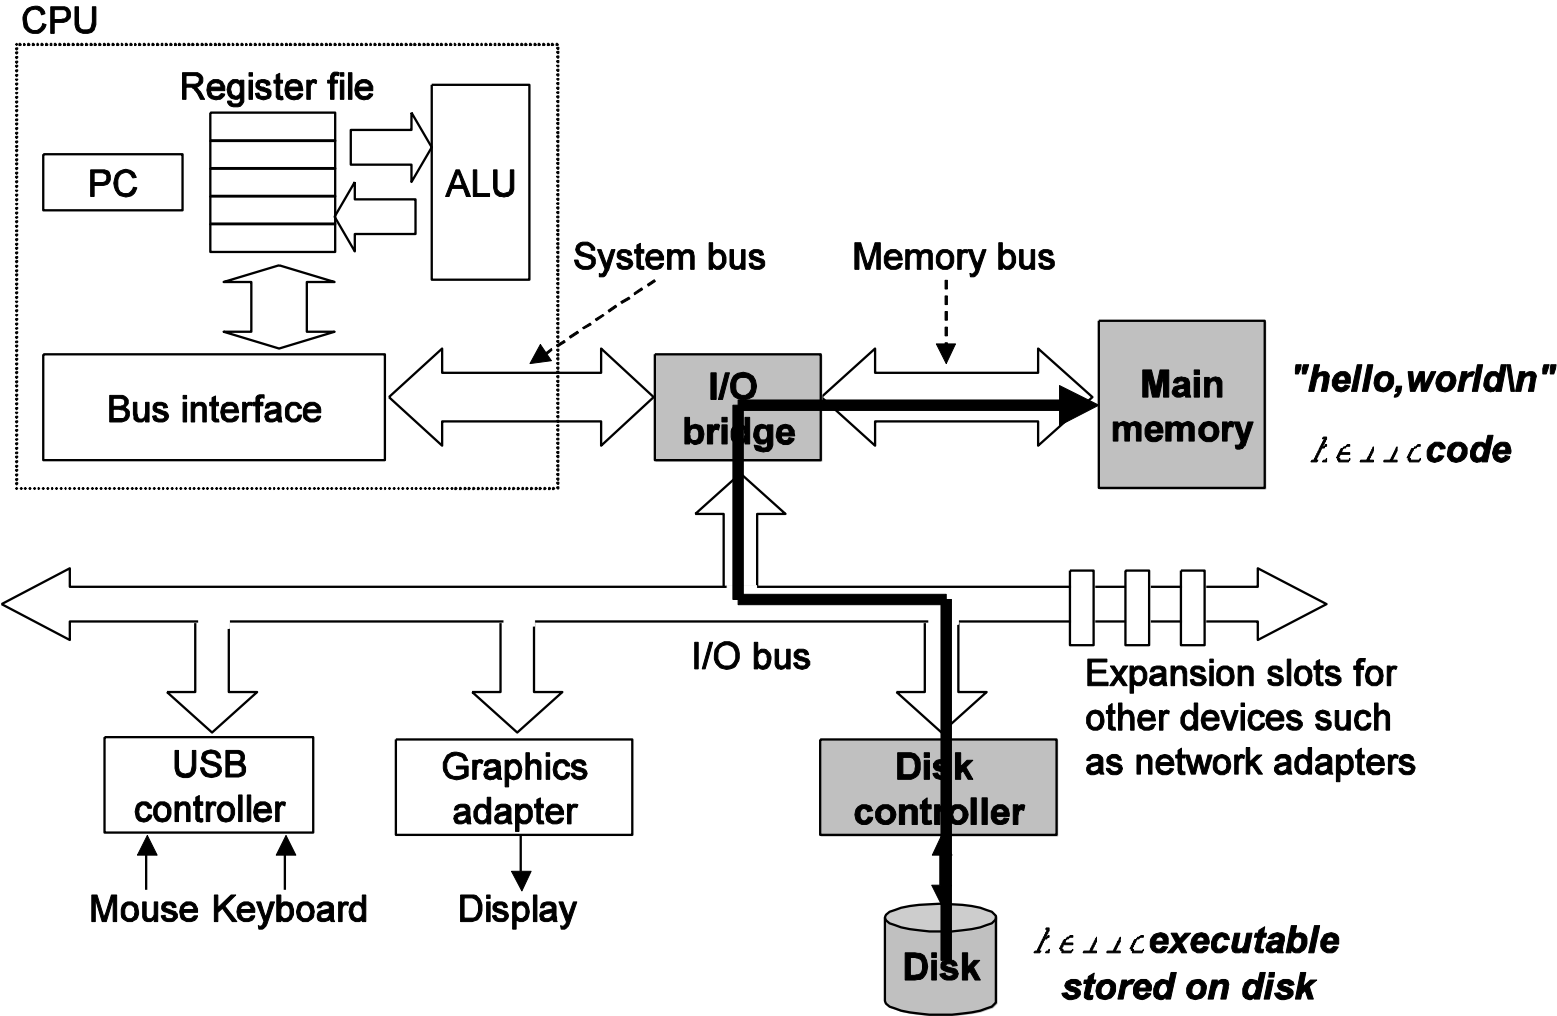 CPU
Register file
PC
ALU
System bus
Memory bus
Bus interface
I/O
bridge
Main
memory
"hello,world\n"
code
I/O bus
Expansion slots for
other devices such
as network adapters
USB
controller
Graphics
adapter
Disk
controller
Mouse
Keyboard
Display
Disk
executable
stored on disk